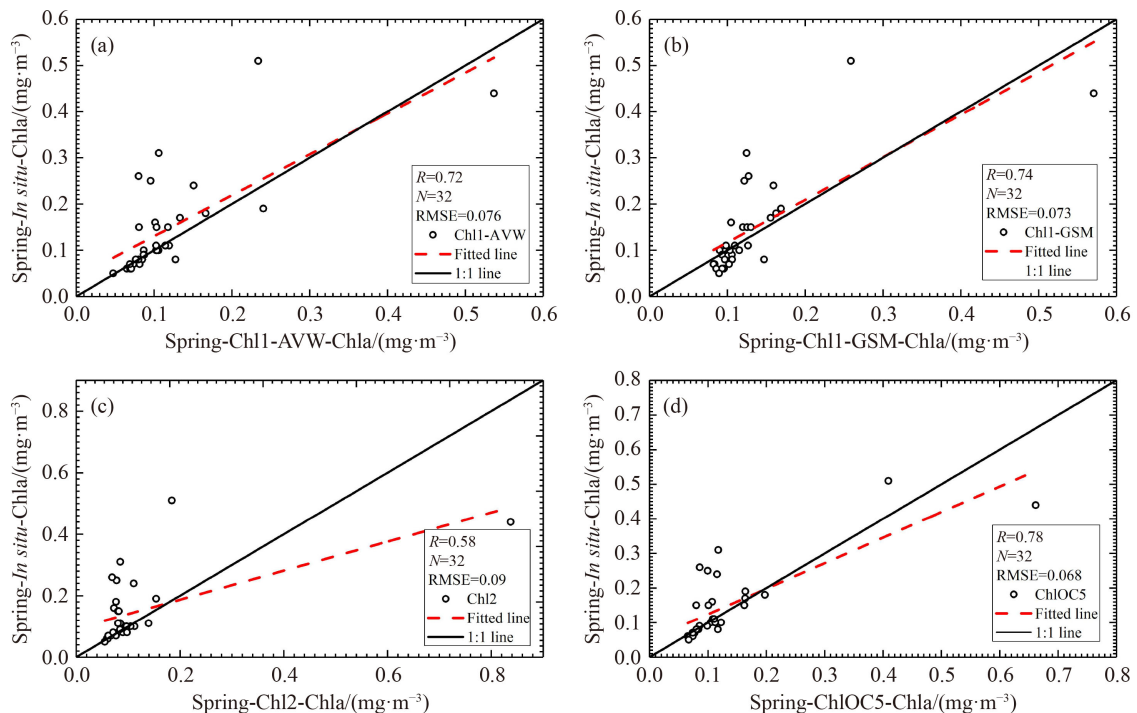 0.6
0.5
0.4
0.3
0.2
0.1
0.0
Spring-In situ-Chla/(mg·m⁻³)
(a)
R=0.72
N=32
RMSE=0.076
Chl1-AVW
Fitted line
1:1 line
0.0 0.1 0.2 0.3 0.4 0.5 0.6
Spring-Chl1-AVW-Chla/(mg·m⁻³)
0.6
0.5
0.4
0.3
0.2
0.1
0.0
Spring-In situ-Chla/(mg·m⁻³)
(b)
R=0.74
N=32
RMSE=0.073
Chl1-GSM
Fitted line
1:1 line
0.0 0.1 0.2 0.3 0.4 0.5 0.6
Spring-Chl1-GSM-Chla/(mg·m⁻³)
0.8
0.6
0.4
0.2
0.0
Spring-In situ-Chla/(mg·m⁻³)
(c)
R=0.58
N=32
RMSE=0.09
Chl2
Fitted line
1:1 line
0.0 0.2 0.4 0.6 0.8
Spring-Chl2-Chla/(mg·m⁻³)
0.8
0.7
0.6
0.5
0.4
0.3
0.2
0.1
0.0
Spring-In situ-Chla/(mg·m⁻³)
(d)
R=0.78
N=32
RMSE=0.068
ChlOC5
Fitted line
1:1 line
0.0 0.1 0.2 0.3 0.4 0.5 0.6 0.7 0.8
Spring-ChlOC5-Chla/(mg·m⁻³)